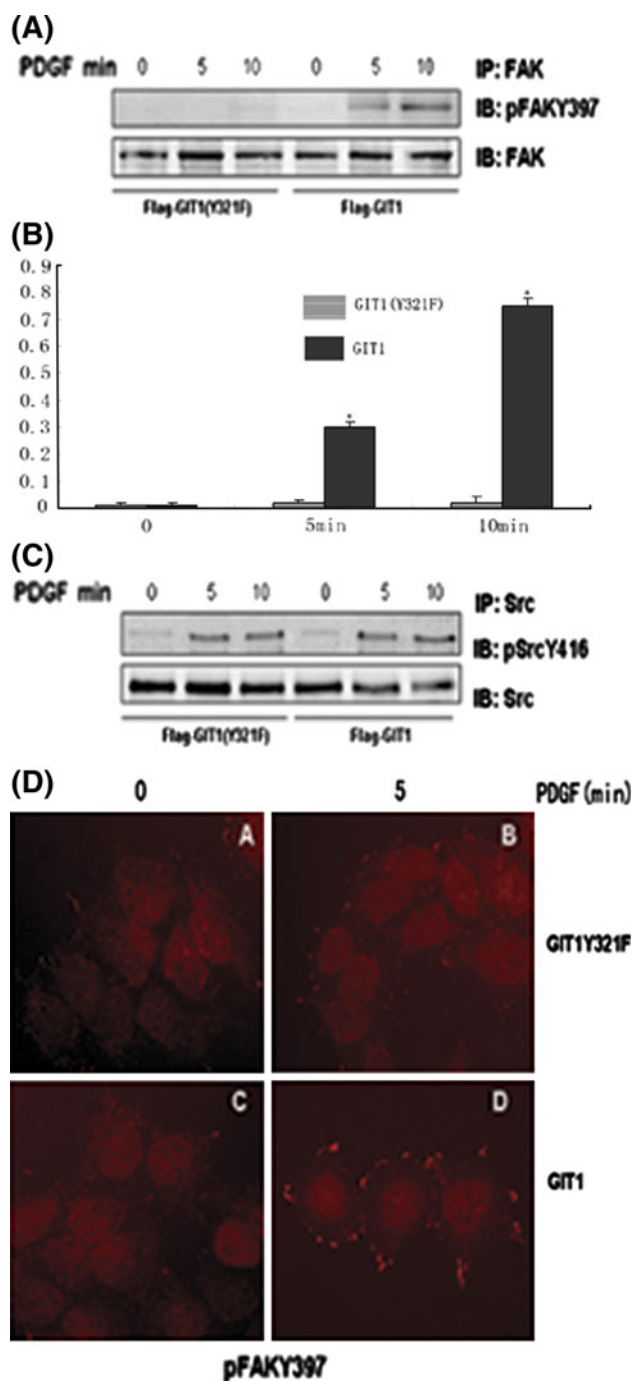 (A)
PDGF min 0 5 10 0 5 10 IP: FAK
IB: pFAKY397
IB: FAK
Flag-GIT1(Y321F) Flag-GIT1
(B)
0.9
0.8
0.7
0.6
0.5
0.4
0.3
0.2
0.1
0
GIT1(Y321F)
GIT1
*
*
0 5min 10min
(C)
PDGF min 0 5 10 0 5 10 IP: Src
IB: pSrcY416
IB: Src
Flag-GIT1(Y321F) Flag-GIT1
(D)
0 5 PDGF(min)
A B
GIT1Y321F
C D
GIT1
pFAKY397